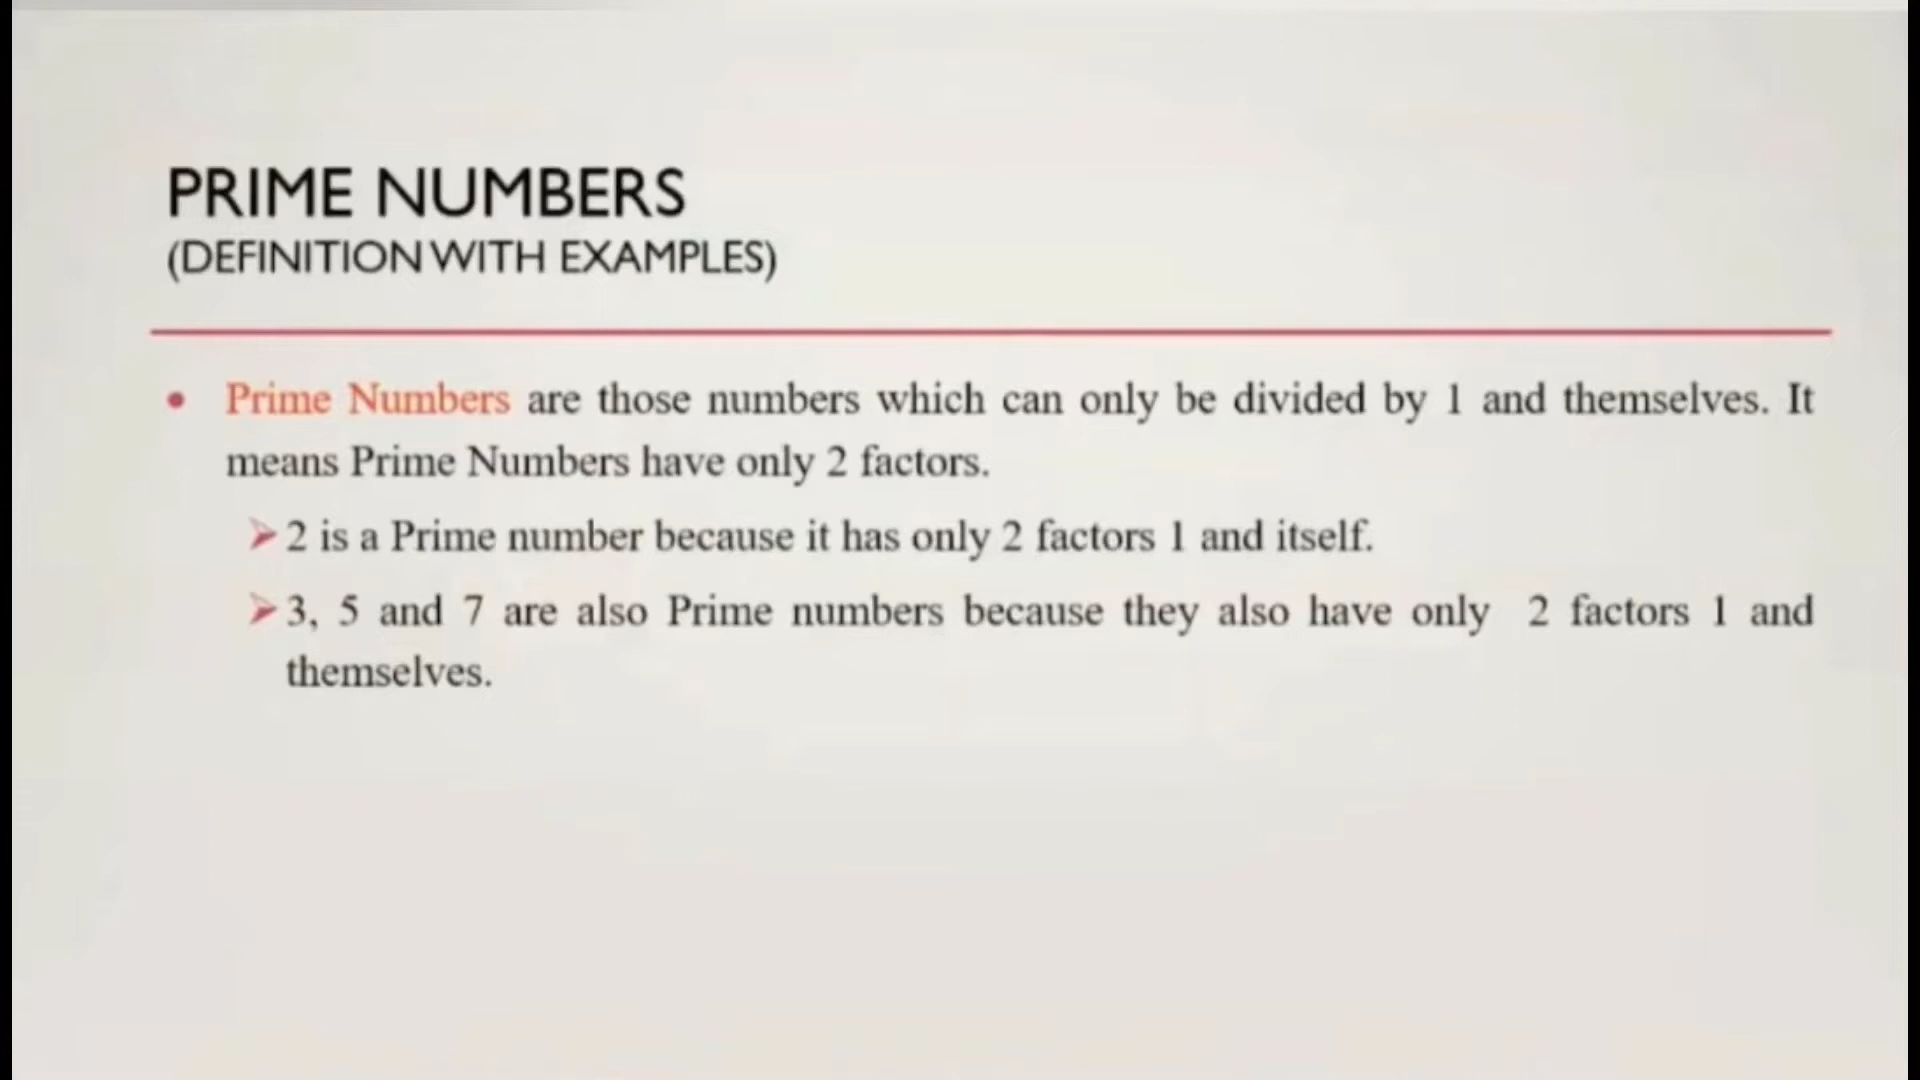 PRIME NUMBERS
(DEFINITION WITH EXAMPLES)
• Prime Numbers are those numbers which can only be divided by 1 and themselves. It
means Prime Numbers have only 2 factors.
➢ 2 is a Prime number because it has only 2 factors 1 and itself.
➢ 3, 5 and 7 are also Prime numbers because they also have only 2 factors 1 and
themselves.